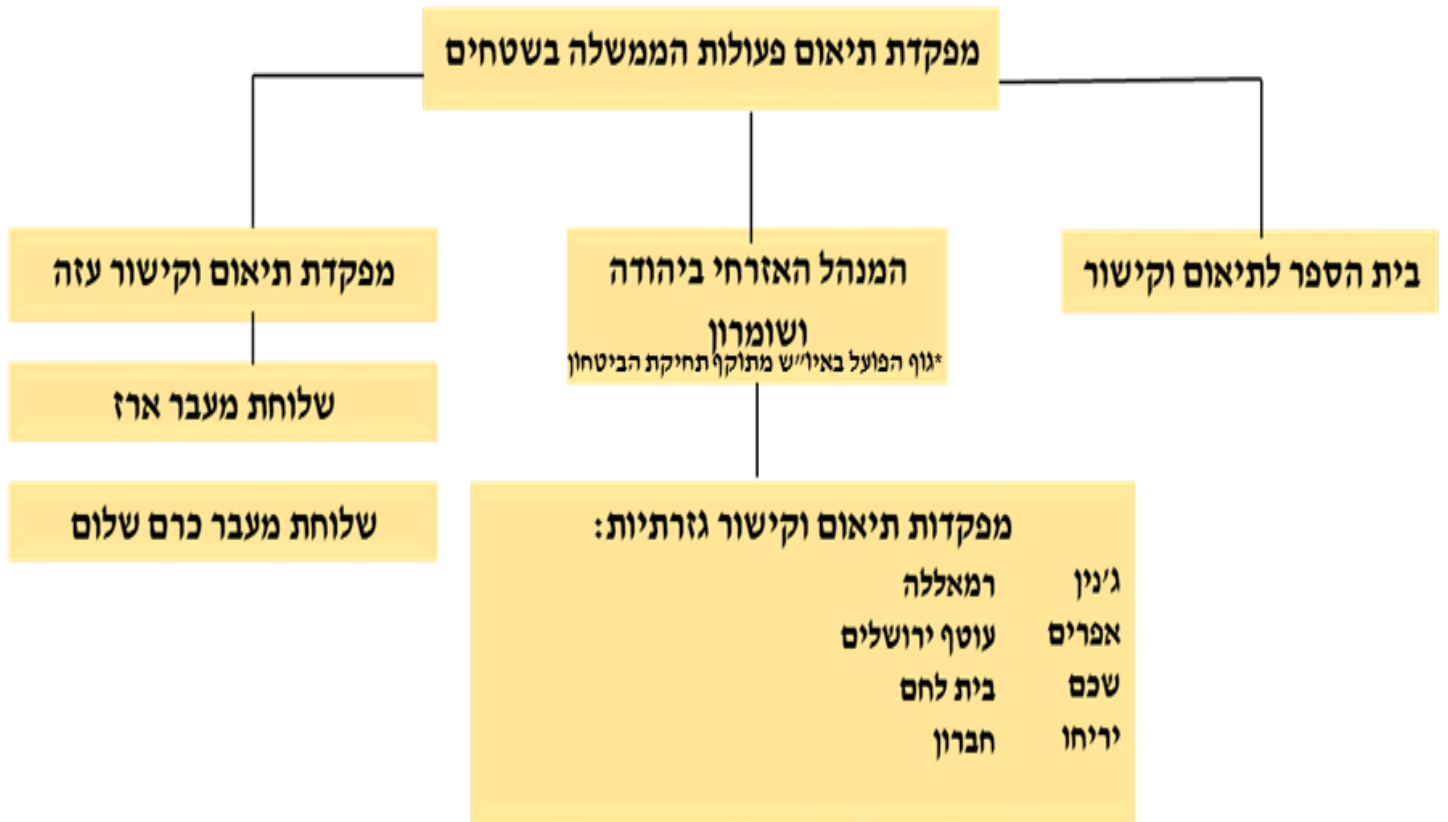 מפקדת תיאום פעולות הממשלה בשטחים
בית הספר לתיאום וקישור
המנהל האזרחי ביהודה
ושומרון
*גוף הפועל באיו״ש מתוקף תחיקת הביטחון
מפקדת תיאום וקישור עזה
שלוחת מעבר ארז
שלוחת מעבר כרם שלום
מפקדות תיאום וקישור גזרתיות:
ג'נין רמאללה
אפרים עוטף ירושלים
שכם בית לחם
יריחו חברון